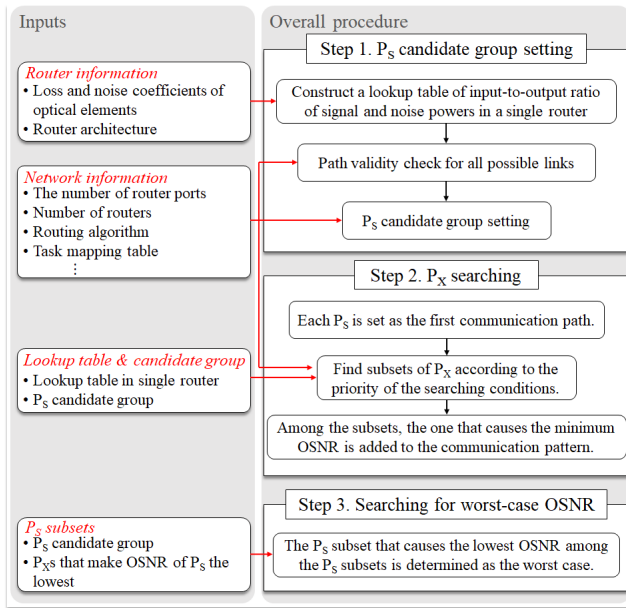 Inputs
Router information
• Loss and noise coefficients of
optical elements
• Router architecture
Network information
• The number of router ports
• Number of routers
• Routing algorithm
• Task mapping table
⋮
Lookup table & candidate group
• Lookup table in single router
• PS candidate group
PS subsets
• PS candidate group
• PXs that make OSNR of PS the
lowest
Overall procedure
Step 1. PS candidate group setting
Construct a lookup table of input-to-output ratio
of signal and noise powers in a single router
Path validity check for all possible links
PS candidate group setting
Step 2. PX searching
Each PS is set as the first communication path.
Find subsets of PX according to the
priority of the searching conditions.
Among the subsets, the one that causes the minimum
OSNR is added to the communication pattern.
Step 3. Searching for worst-case OSNR
The PS subset that causes the lowest OSNR among
the PS subsets is determined as the worst case.